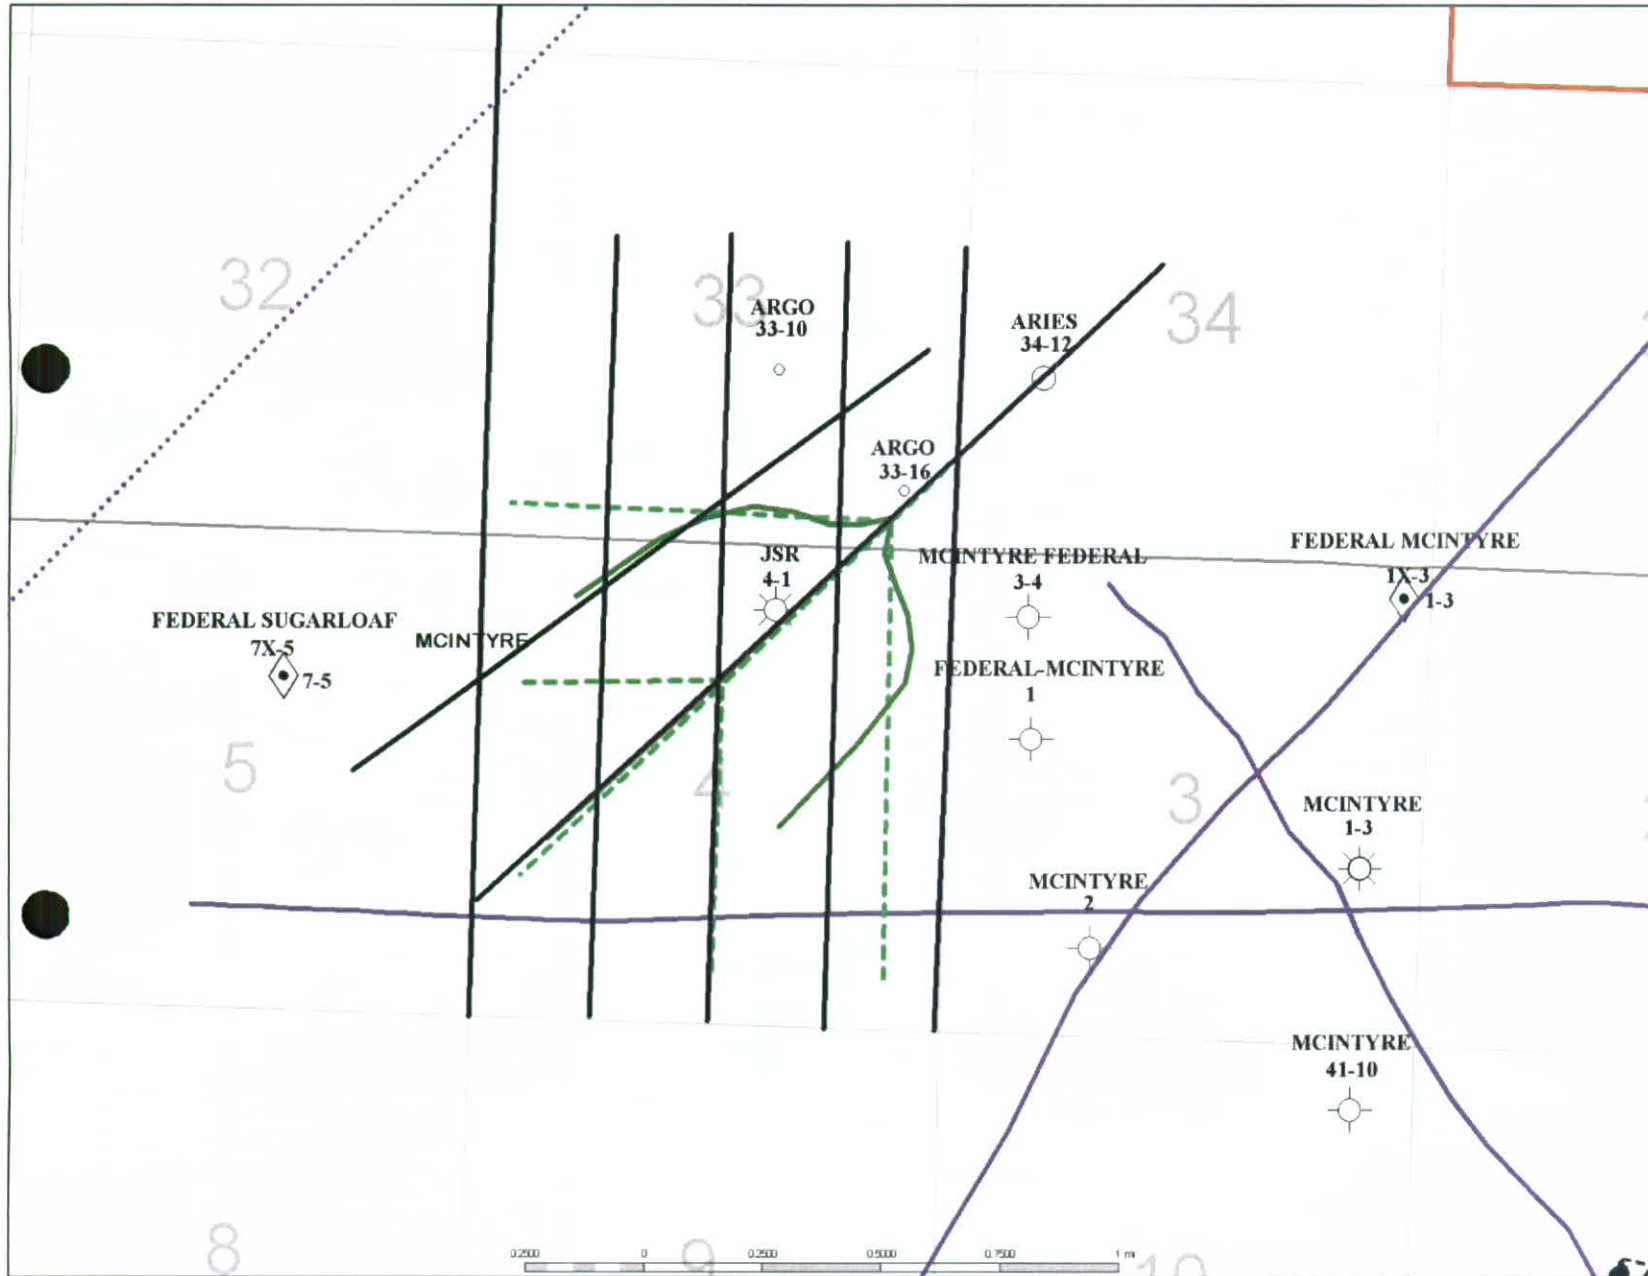 32
33
34
ARGO
33-10
ARIES
34-12
ARGO
33-16
JSR
4-1
MCINTYRE FEDERAL
3-4
FEDERAL MCINTYRE
1X-3
1-3
FEDERAL SUGARLOAF
7X-5
7-5
MCINTYRE
FEDERAL-MCINTYRE
1
5
4
3
MCINTYRE
1-3
MCINTYRE
2
MCINTYRE
41-10
8
9
10
0.2500 0 0.2500 0.5000 0.7500 1 mi